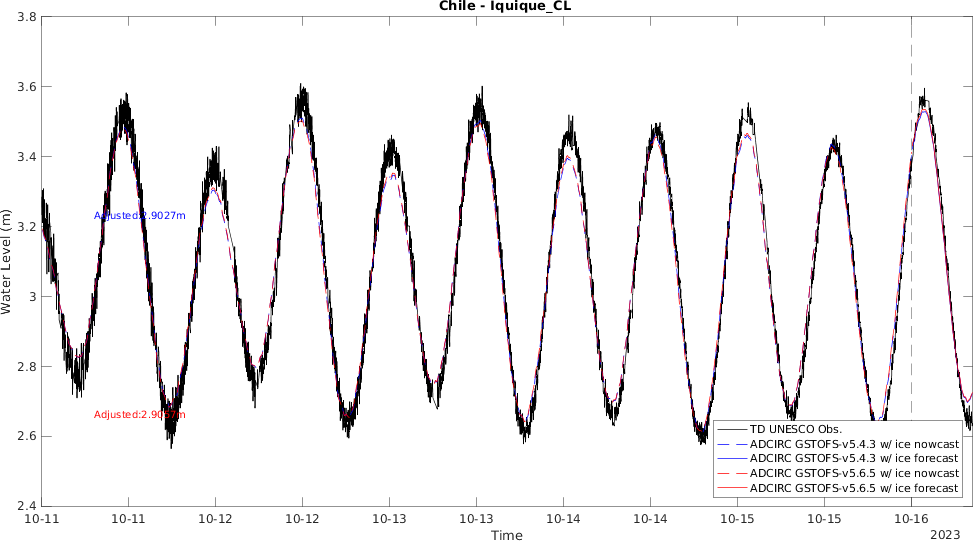 Chile - Iquique_CL
3.8
3.6
3.4
3.2
3
2.8
2.6
2.4
Water Level (m)
Adjusted:2.9027m
TD UNESCO Obs.
ADCIRC GSTOFS-v5.4.3 w/ ice nowcast
ADCIRC GSTOFS-v5.4.3 w/ ice forecast
ADCIRC GSTOFS-v5.6.5 w/ ice nowcast
ADCIRC GSTOFS-v5.6.5 w/ ice forecast
10-11 10-11 10-12 10-12 10-13 10-13 10-14 10-14 10-15 10-15 10-16
Time
2023